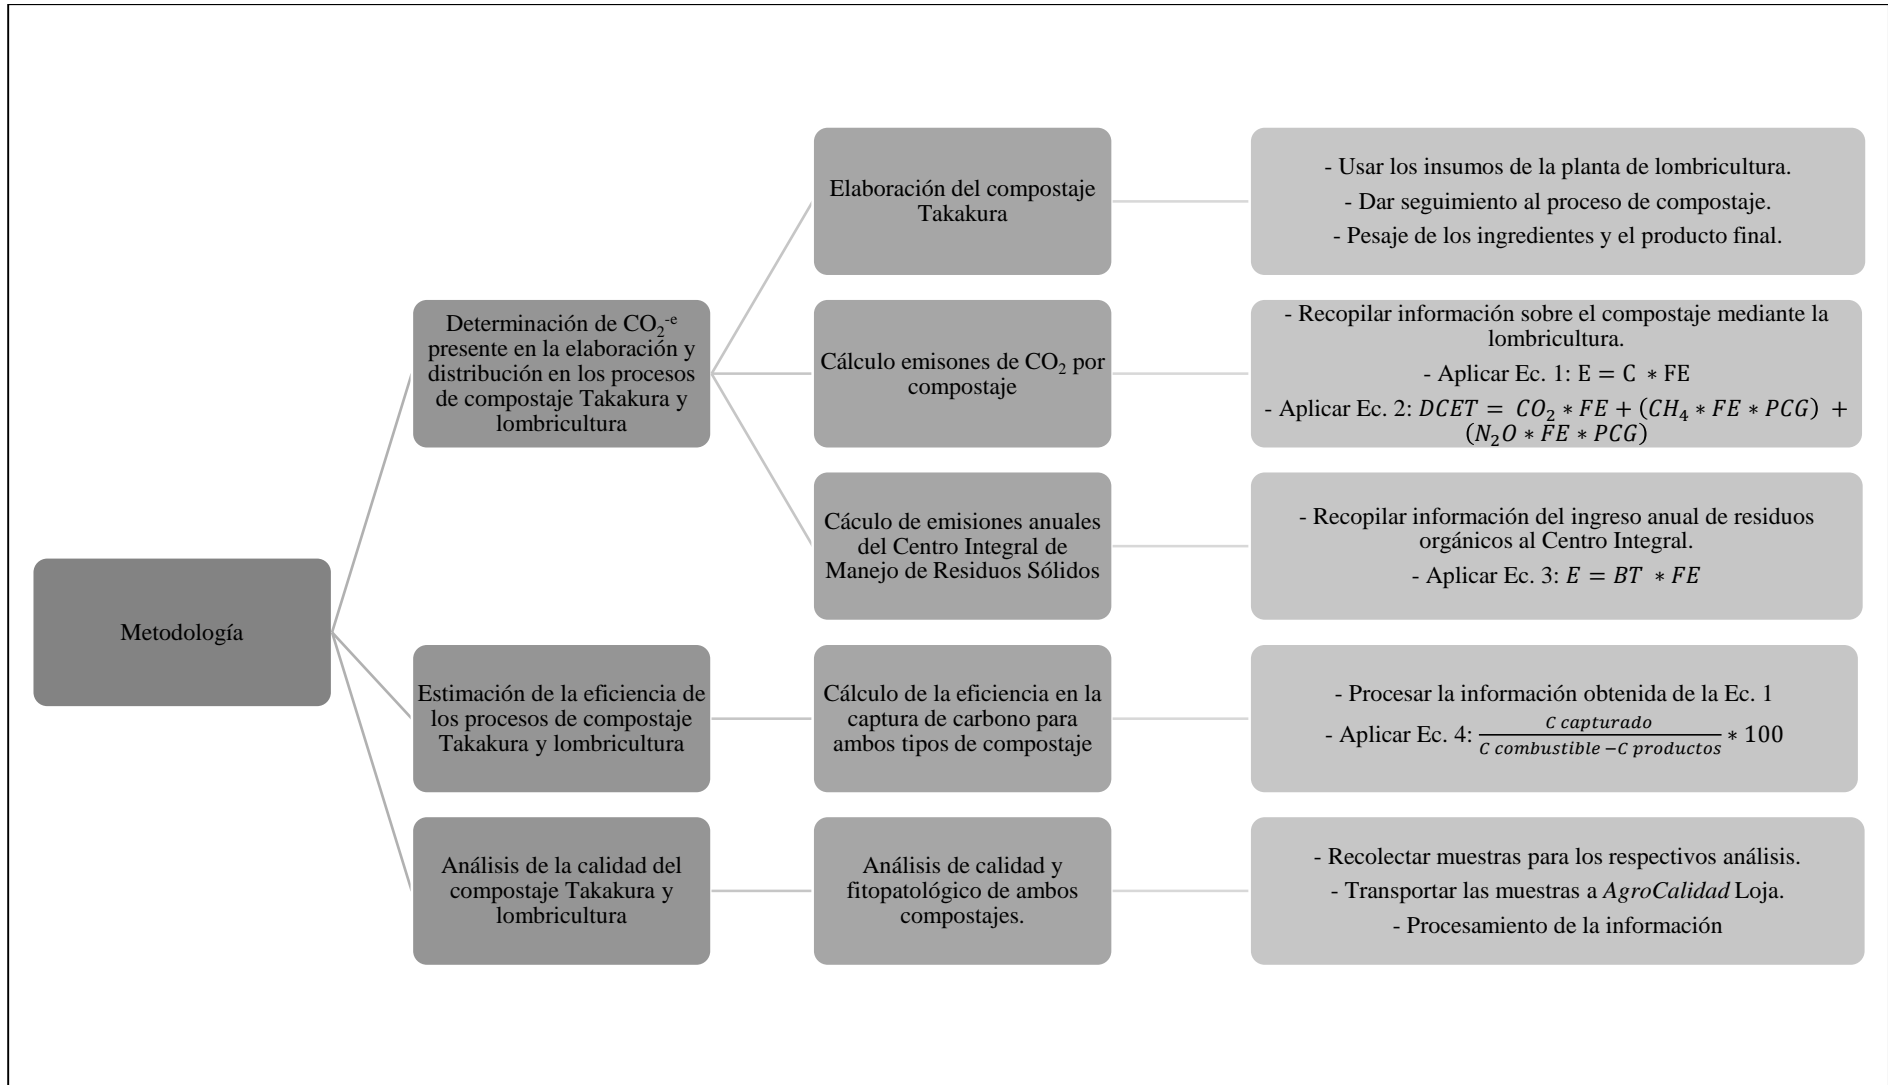 Metodología
Determinación de CO₂⁻ᵉ
presente en la elaboración y
distribución en los procesos
de compostaje Takakura y
lombricultura
Elaboración del compostaje
Takakura
- Usar los insumos de la planta de lombricultura.
- Dar seguimiento al proceso de compostaje.
- Pesaje de los ingredientes y el producto final.
Cálculo emisones de CO₂ por
compostaje
- Recopilar información sobre el compostaje mediante la
lombricultura.
- Aplicar Ec. 1: E = C * FE
- Aplicar Ec. 2: DCET = CO₂ * FE + (CH₄ * FE * PCG) +
(N₂O * FE * PCG)
Cáculo de emisiones anuales
del Centro Integral de
Manejo de Residuos Sólidos
- Recopilar información del ingreso anual de residuos
orgánicos al Centro Integral.
- Aplicar Ec. 3: E = BT * FE
Estimación de la eficiencia de
los procesos de compostaje
Takakura y lombricultura
Cálculo de la eficiencia en la
captura de carbono para
ambos tipos de compostaje
- Procesar la información obtenida de la Ec. 1
- Aplicar Ec. 4: C capturado / C combustible −C productos * 100
Análisis de la calidad del
compostaje Takakura y
lombricultura
Análisis de calidad y
fitopatológico de ambos
compostajes.
- Recolectar muestras para los respectivos análisis.
- Transportar las muestras a AgroCalidad Loja.
- Procesamiento de la información